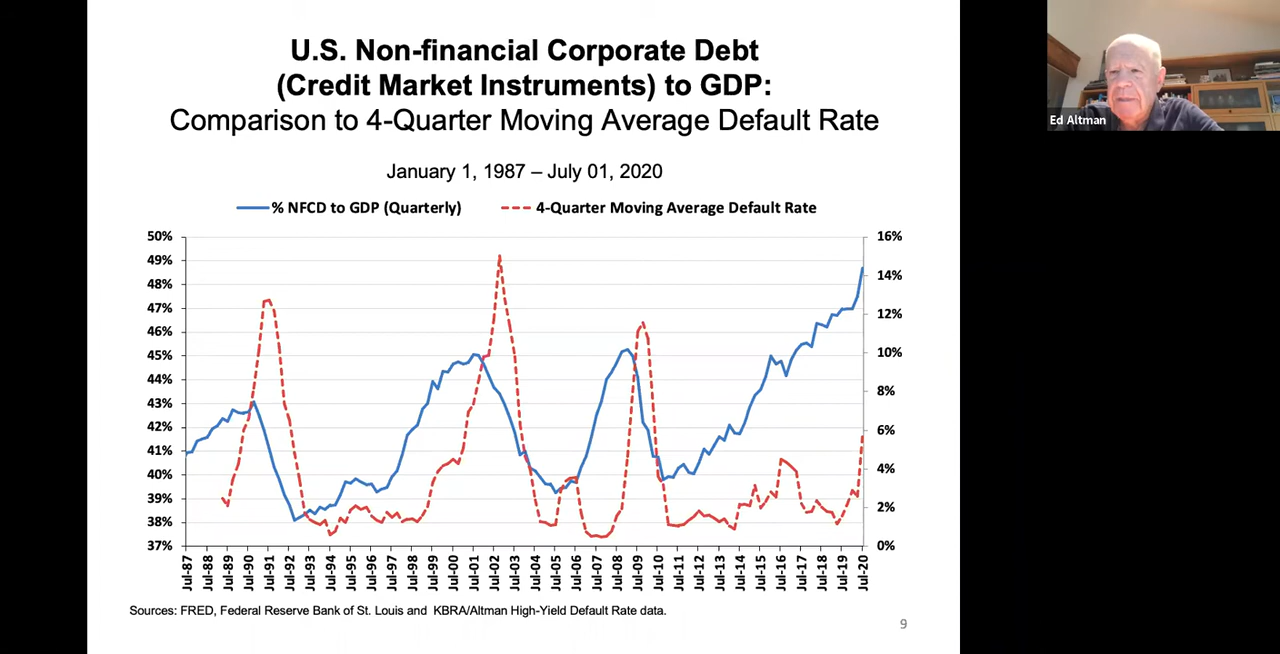 U.S. Non-financial Corporate Debt
(Credit Market Instruments) to GDP:
Comparison to 4-Quarter Moving Average Default Rate
January 1, 1987 – July 01, 2020
% NFCD to GDP (Quarterly)
4-Quarter Moving Average Default Rate
50%
49%
48%
47%
46%
45%
44%
43%
42%
41%
40%
39%
38%
37%
16%
14%
12%
10%
8%
6%
4%
2%
0%
Jul-87
Jul-88
Jul-89
Jul-90
Jul-91
Jul-92
Jul-93
Jul-94
Jul-95
Jul-96
Jul-97
Jul-98
Jul-99
Jul-00
Jul-01
Jul-02
Jul-03
Jul-04
Jul-05
Jul-06
Jul-07
Jul-08
Jul-09
Jul-10
Jul-11
Jul-12
Jul-13
Jul-14
Jul-15
Jul-16
Jul-17
Jul-18
Jul-19
Jul-20
Sources: FRED, Federal Reserve Bank of St. Louis and KBRA/Altman High-Yield Default Rate data.
9
Ed Altman